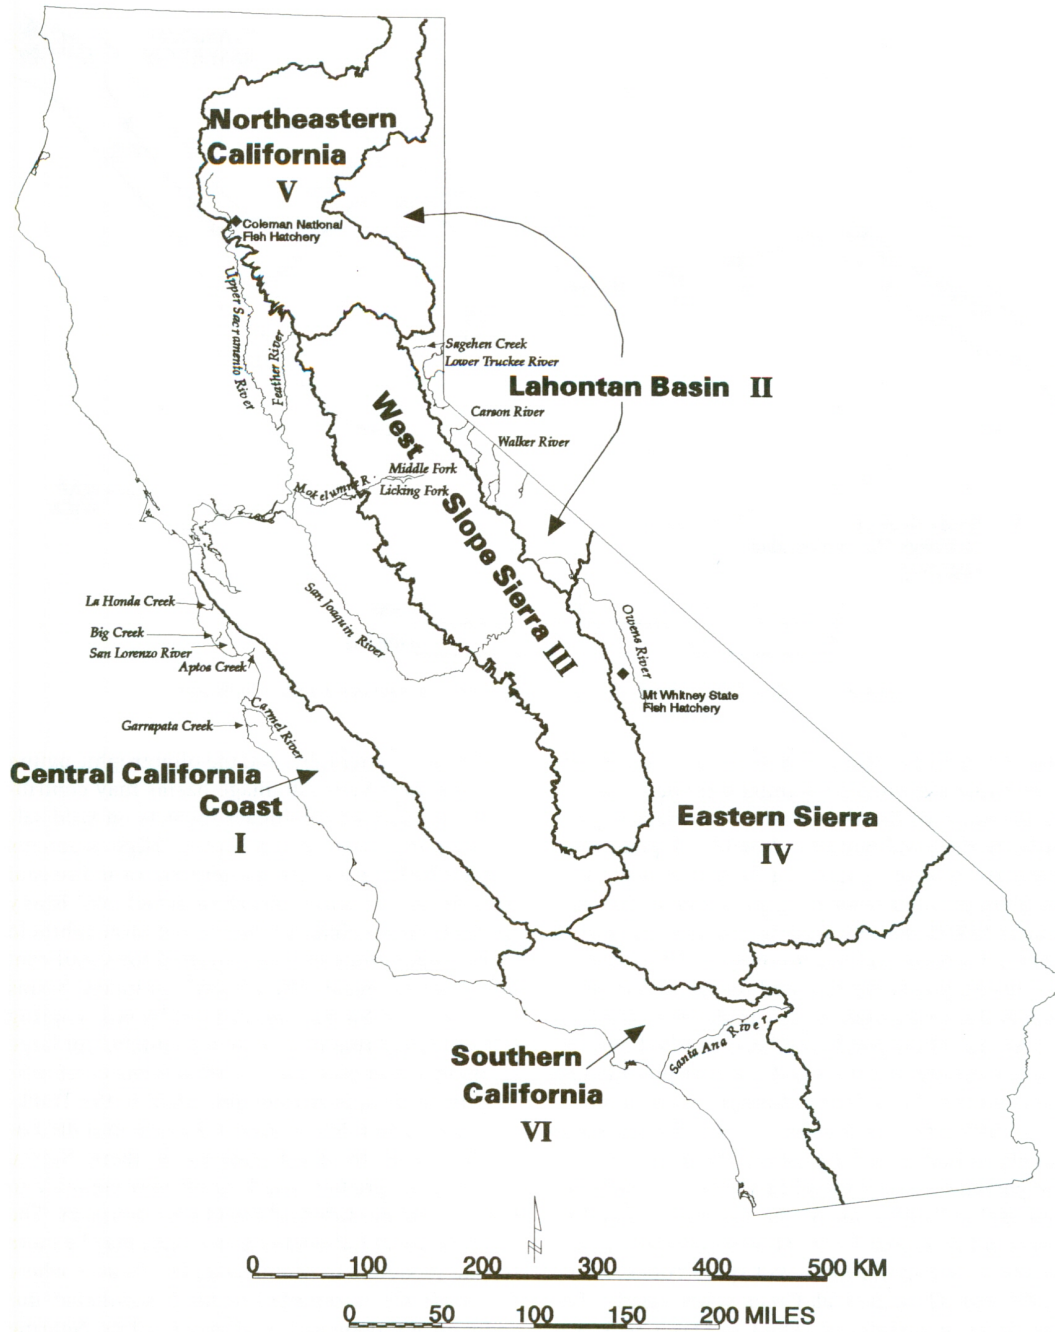 Northeastern
California
V
Coleman National
Fish Hatchery
Upper Sacramento River
Feather River
Sagehen Creek
Lower Truckee River
Lahontan Basin II
Carson River
Walker River
West Slope Sierra III
Middle Fork
Mokelumne R.
Licking Fork
San Joaquin River
La Honda Creek
Big Creek
San Lorenzo River
Aptos Creek
Owens River
Mt Whitney State
Fish Hatchery
Carmel River
Garrapata Creek
Central California
Coast
I
Eastern Sierra
IV
Santa Ana River
Southern
California
VI
N
0 100 200 300 400 500 KM
0 50 100 150 200 MILES